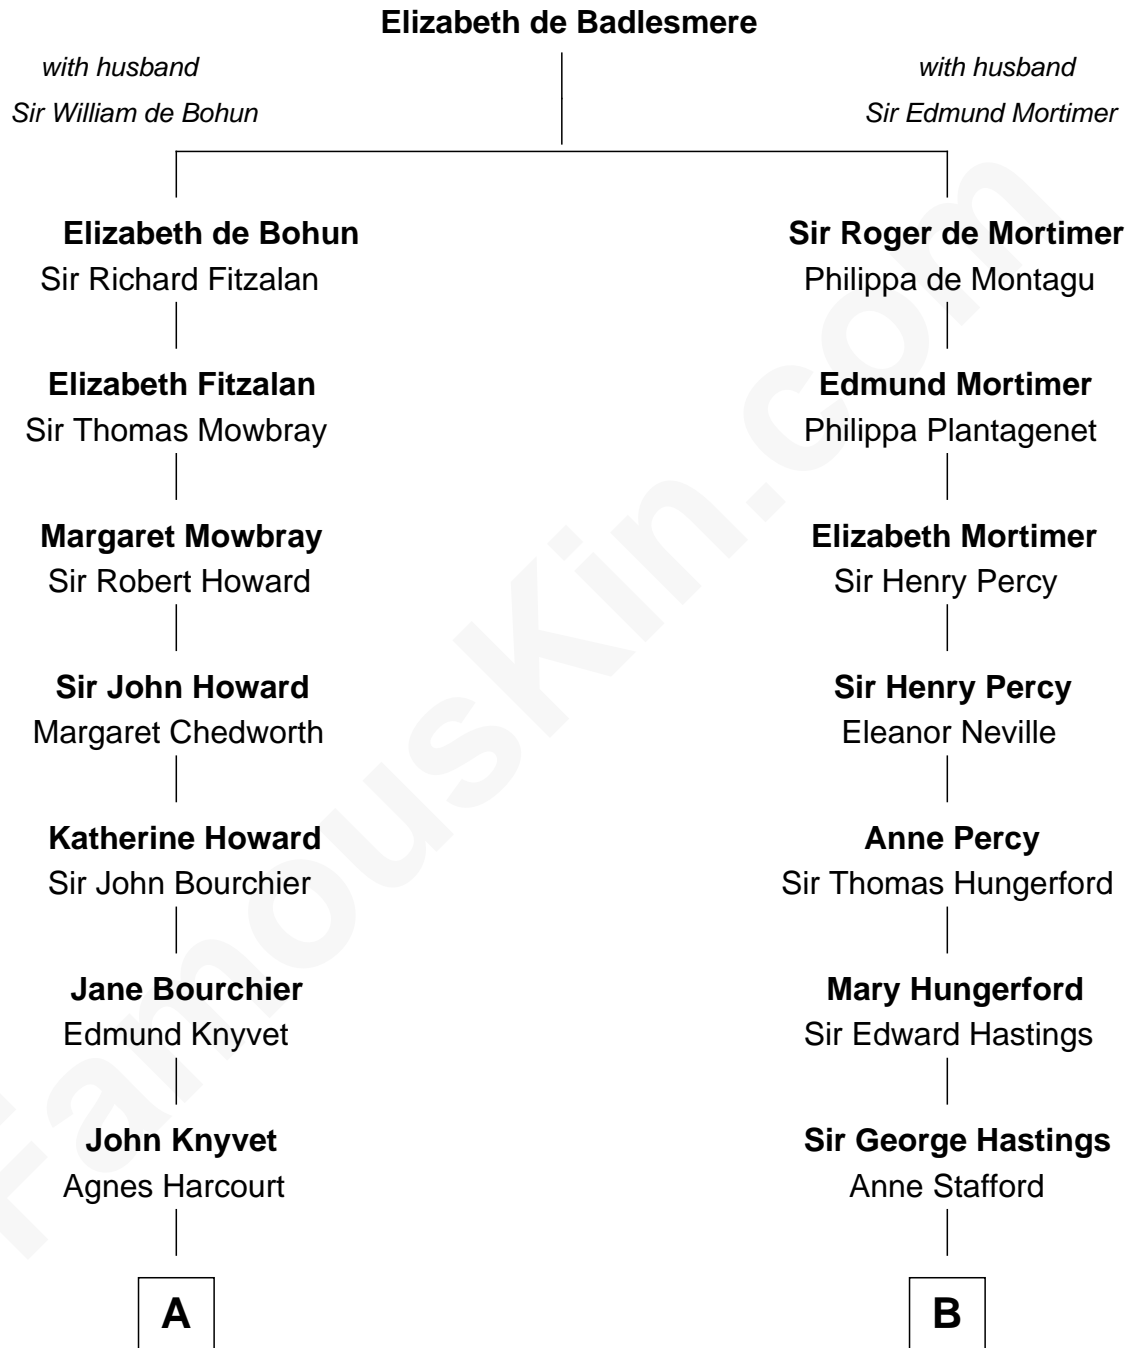 Elizabeth de Badlesmere
with husband
Sir William de Bohun
with husband
Sir Edmund Mortimer
Elizabeth de Bohun
Sir Richard Fitzalan
Sir Roger de Mortimer
Philippa de Montagu
Elizabeth Fitzalan
Sir Thomas Mowbray
Edmund Mortimer
Philippa Plantagenet
Margaret Mowbray
Sir Robert Howard
Elizabeth Mortimer
Sir Henry Percy
Sir John Howard
Margaret Chedworth
Sir Henry Percy
Eleanor Neville
Katherine Howard
Sir John Bourchier
Anne Percy
Sir Thomas Hungerford
Jane Bourchier
Edmund Knyvet
Mary Hungerford
Sir Edward Hastings
John Knyvet
Agnes Harcourt
Sir George Hastings
Anne Stafford
A
B
FamousKin.com